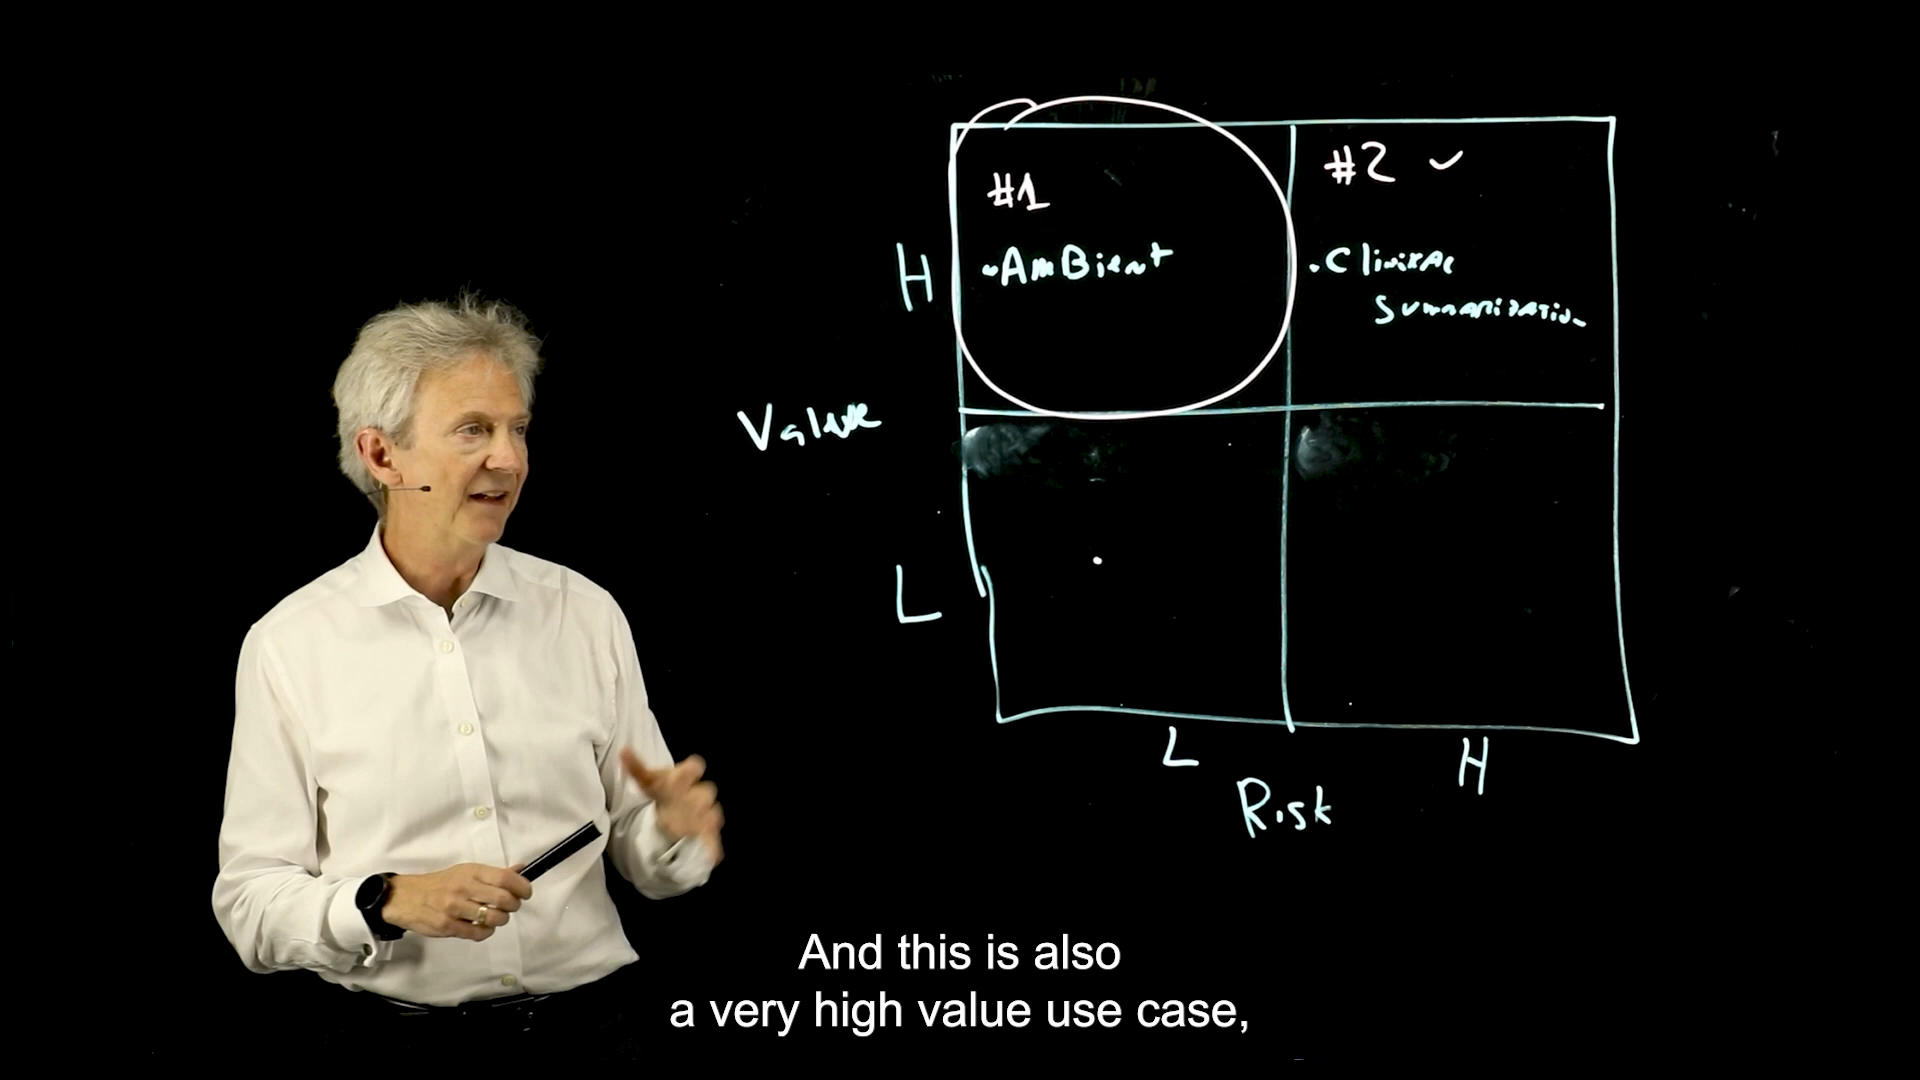 #1
#2 ✓
H
•AmBient
•Clinical
Summarization
Value
L
L
H
Risk
And this is also
a very high value use case,